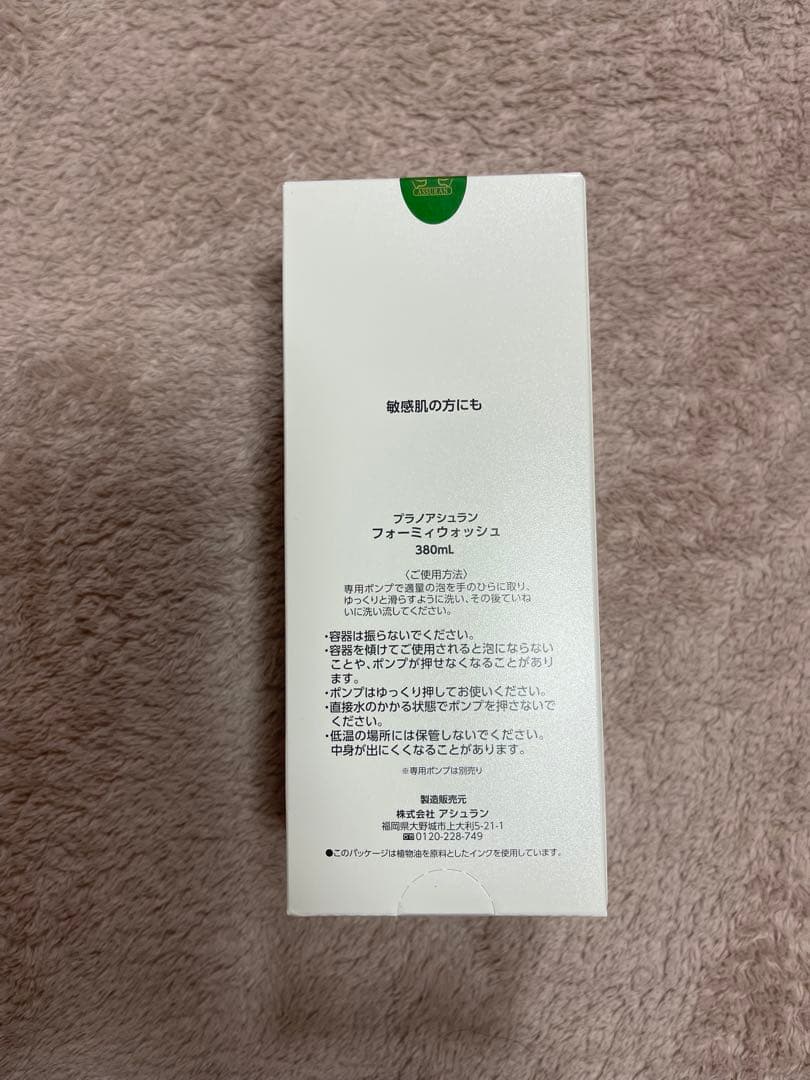 ASSURAN
敏感肌の方にも
プラノアシュラン
フォーミィウォッシュ
380mL
〈ご使用方法〉
専用ポンプで適量の泡を手のひらに取り、
ゆっくりと滑らすように洗い、その後ていね
いに洗い流してください。
・容器は振らないでください。
・容器を傾けてご使用されると泡にならない
ことや、ポンプが押せなくなることがあり
ます。
・ポンプはゆっくり押してお使いください。
・直接水のかかる状態でポンプを押さないで
ください。
・低温の場所には保管しないでください。
中身が出にくくなることがあります。
※専用ポンプは別売り
製造販売元
株式会社 アシュラン
福岡県大野城市上大利5-21-1
0120-228-749
●このパッケージは植物油を原料としたインクを使用しています。